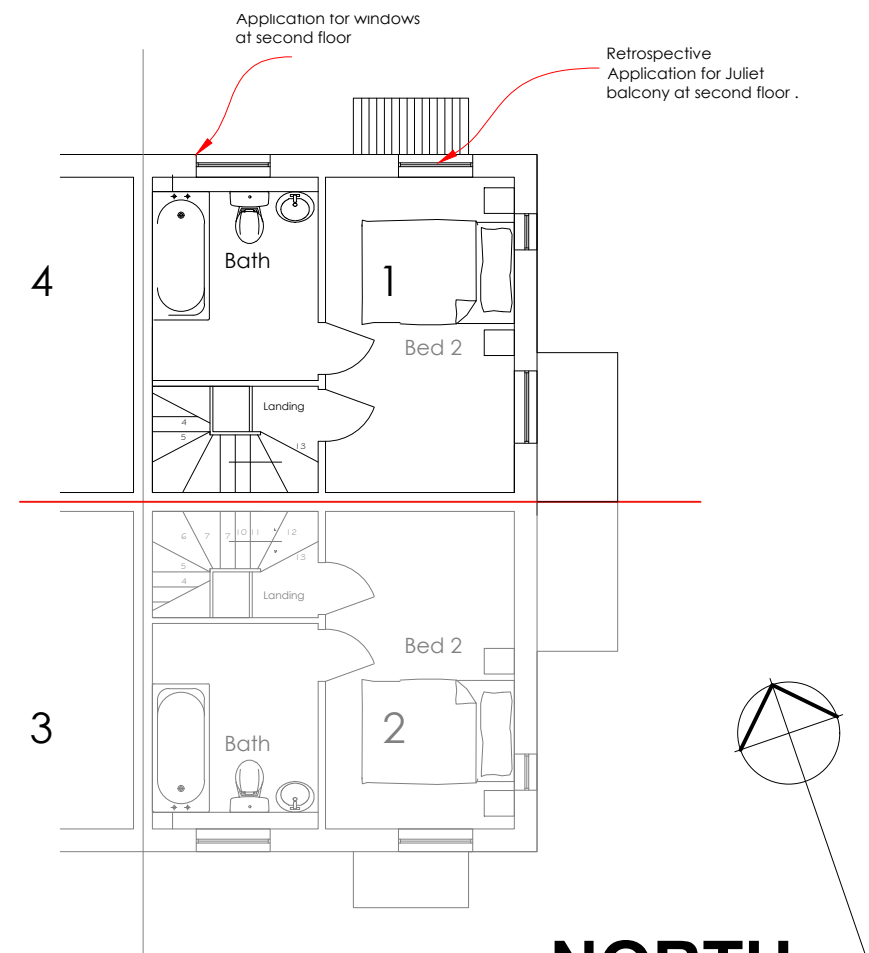 Application for windows
at second floor
Retrospective
Application for Juliet
balcony at second floor .
Bath
4
1
Bed 2
Landing
4
5
13
6 7 7 10 11 12
13
5
4
Landing
Bed 2
3
2
Bath
NORTH